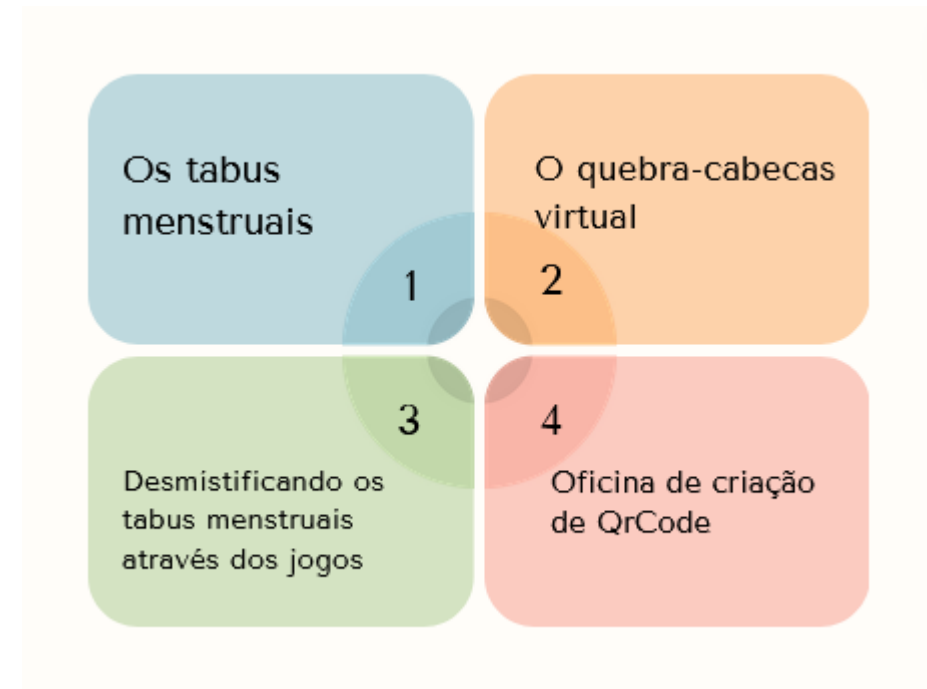 Os tabus
menstruais
1
O quebra-cabecas
virtual
2
3
Desmistificando os
tabus menstruais
através dos jogos
4
Oficina de criação
de QrCode